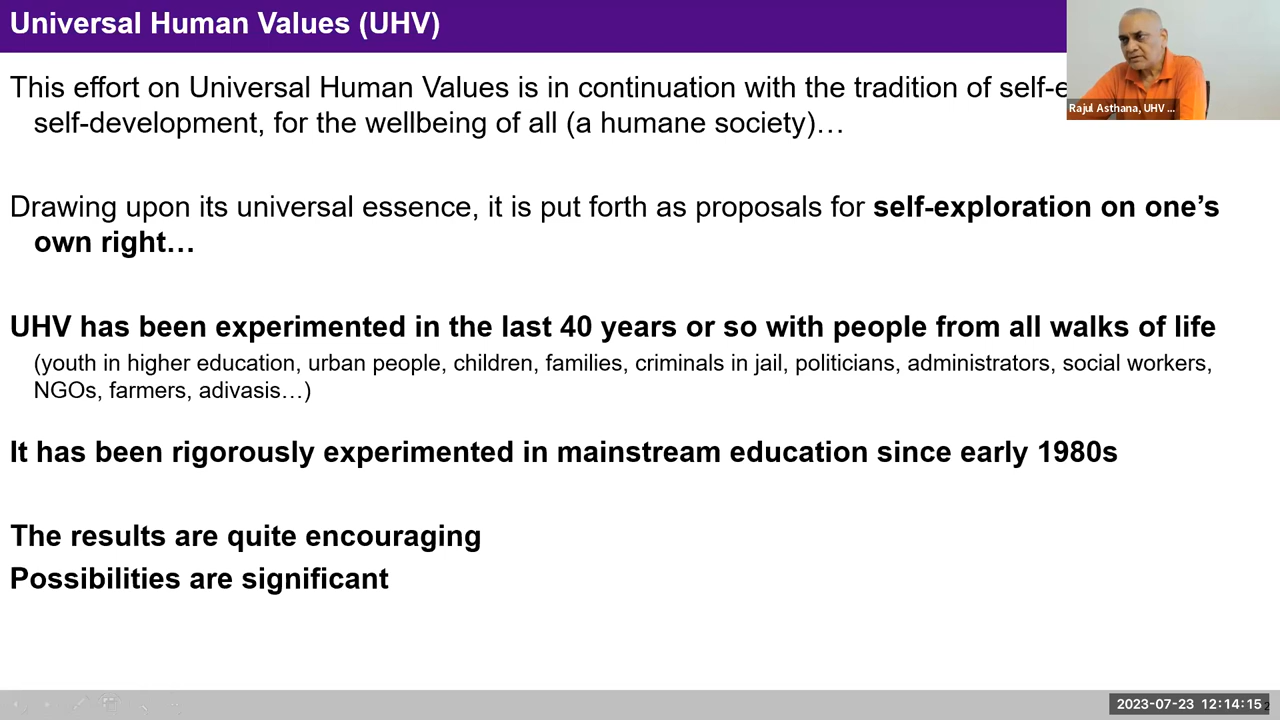 Universal Human Values (UHV)
This effort on Universal Human Values is in continuation with the tradition of
self-development, for the wellbeing of all (a humane society)…
Drawing upon its universal essence, it is put forth as proposals for self-exploration on one’s
own right…
UHV has been experimented in the last 40 years or so with people from all walks of life
(youth in higher education, urban people, children, families, criminals in jail, politicians, administrators, social workers,
NGOs, farmers, adivasis…)
It has been rigorously experimented in mainstream education since early 1980s
The results are quite encouraging
Possibilities are significant
Rajul Asthana, UHV ...
2023-07-23 12:14:15
2